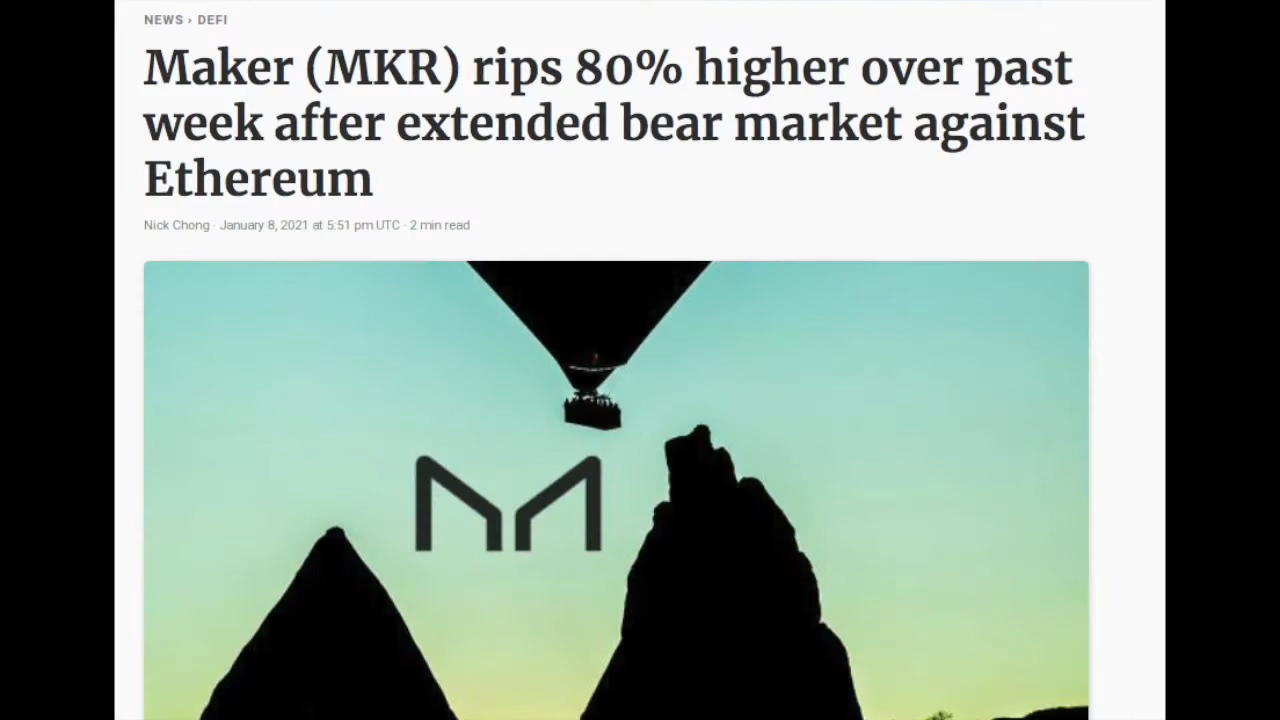 NEWS › DEFI
Maker (MKR) rips 80% higher over past
week after extended bear market against
Ethereum
Nick Chong · January 8, 2021 at 5:51 pm UTC · 2 min read